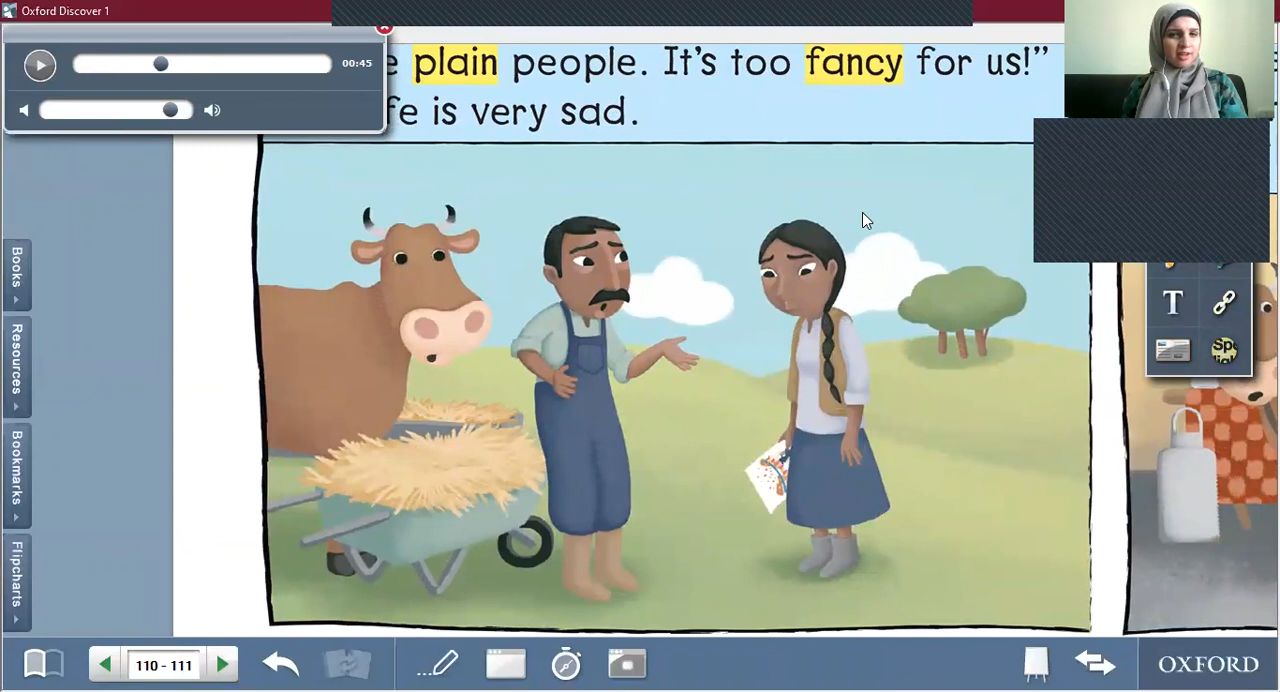 Oxford Discover 1
00:45
plain people. It's too fancy for us!"
is very sad.
Books
Resources
Bookmarks
Flipcharts
T
110 - 111
OXFORD